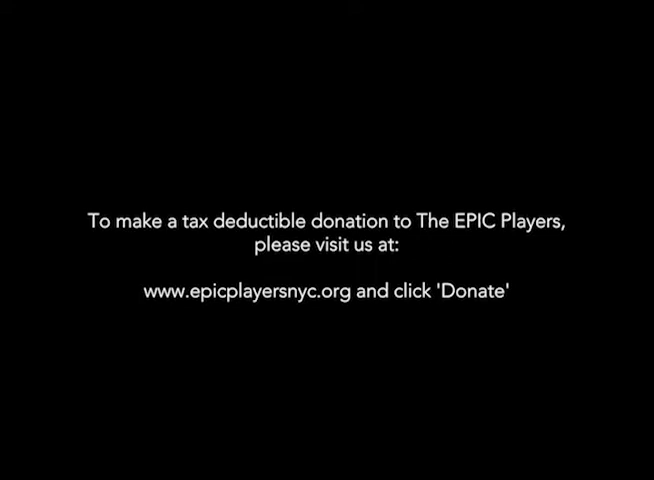 To make a tax deductible donation to The EPIC Players,
please visit us at:
www.epicplayersnyc.org and click 'Donate'